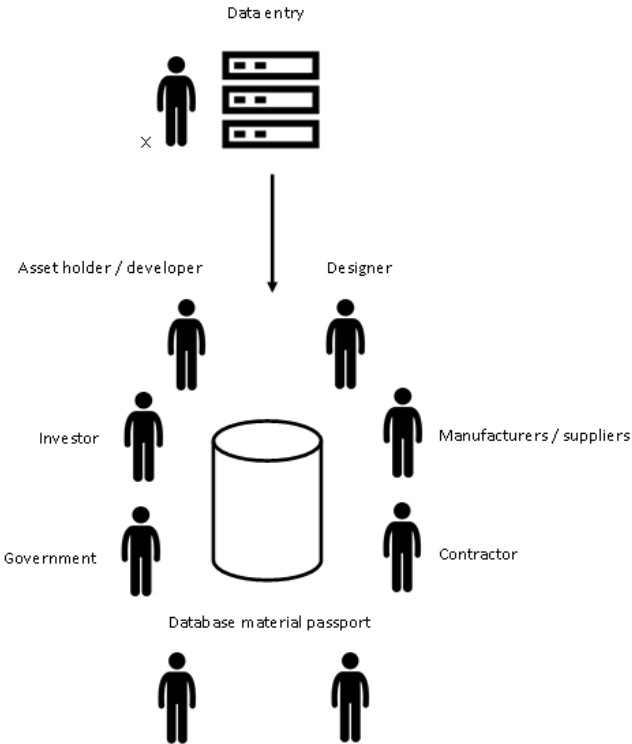 Data entry
X
Asset holder / developer
Designer
Investor
Manufacturers / suppliers
Government
Contractor
Database material passport